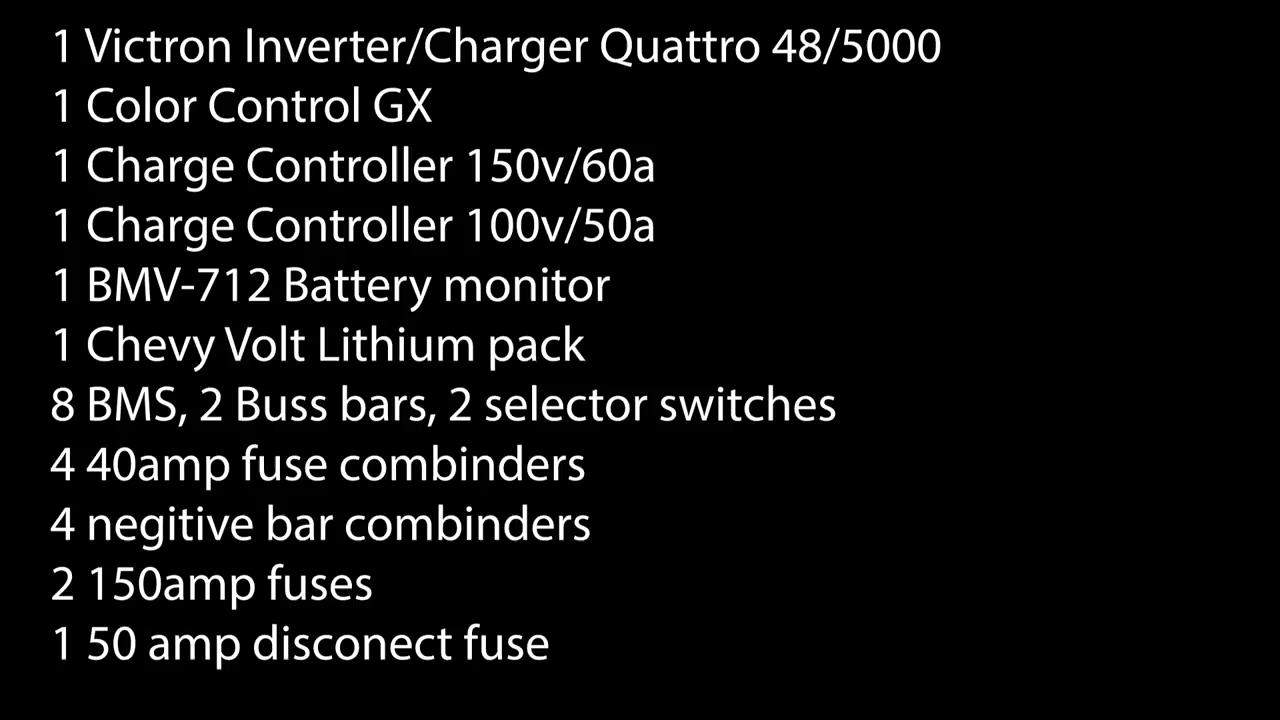 1 Victron Inverter/Charger Quattro 48/5000
1 Color Control GX
1 Charge Controller 150v/60a
1 Charge Controller 100v/50a
1 BMV-712 Battery monitor
1 Chevy Volt Lithium pack
8 BMS, 2 Buss bars, 2 selector switches
4 40amp fuse combinders
4 negitive bar combinders
2 150amp fuses
1 50 amp disconect fuse